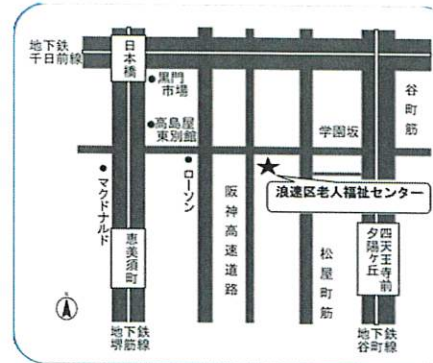 地下鉄
千日前線
日本橋
黒門
市場
高島屋
東別館
谷町筋
学園坂
マクドナルド
ローソン
浪速区老人福祉センター
阪神高速道路
松屋町筋
恵美須町
四天王寺前
夕陽ヶ丘
地下鉄
堺筋線
地下鉄
谷町線